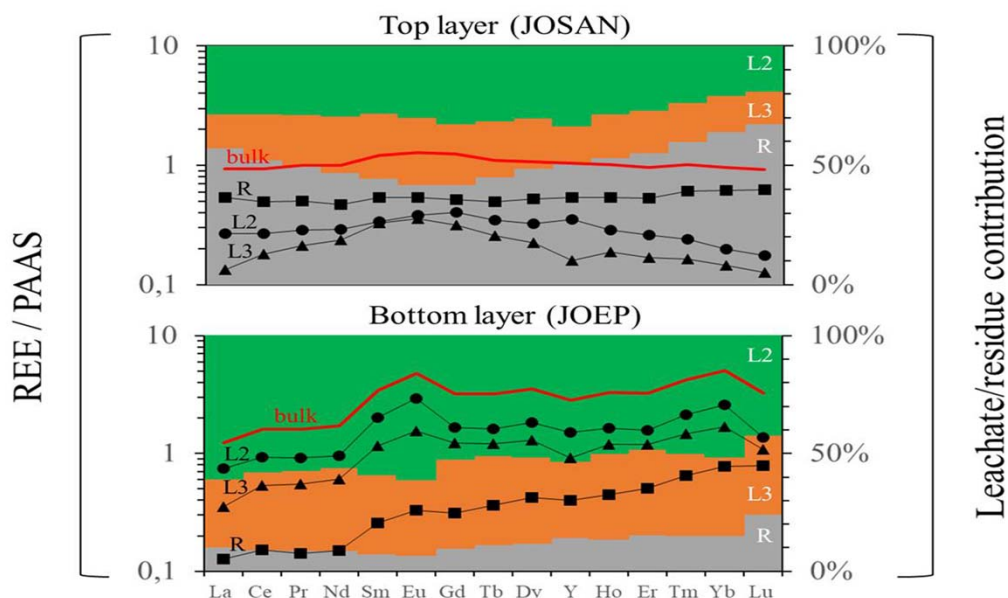 Top layer (JOSAN)
REE / PAAS
Leachate/residue contribution
10
1
0,1
100%
50%
0%
L2
L3
R
bulk
R
L2
L3
Bottom layer (JOEP)
10
1
0,1
100%
50%
0%
L2
L3
R
bulk
L2
L3
R
La Ce Pr Nd Sm Eu Gd Tb Dy Y Ho Er Tm Yb Lu